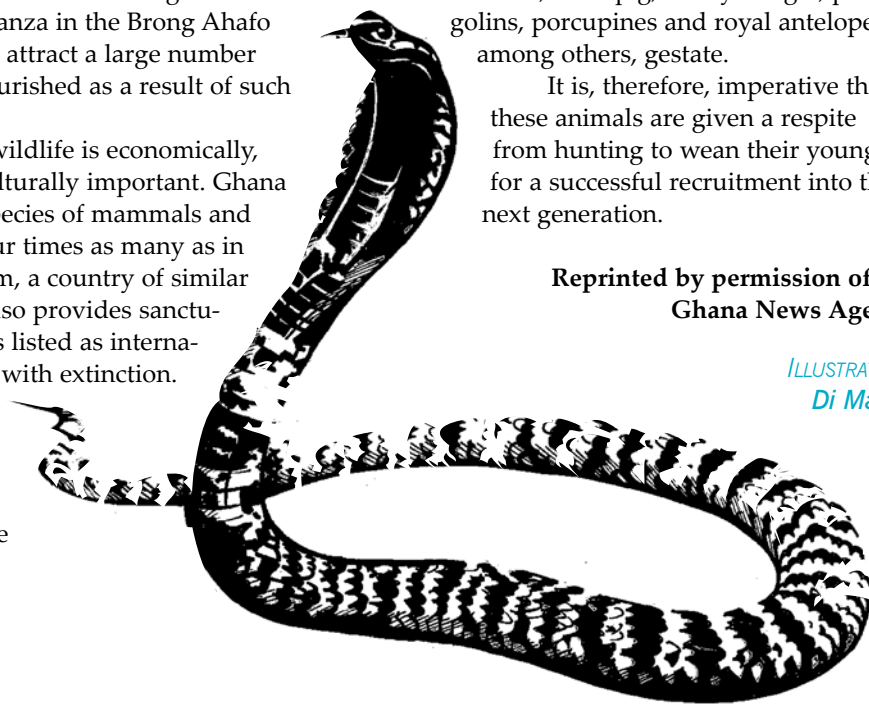 anza in the Brong Ahafo
attract a large number
urished as a result of such
wildlife is economically,
lturally important. Ghana
pecies of mammals and
ur times as many as in
m, a country of similar
so provides sanctu-
s listed as interna-
with extinction.
e
golins, porcupines and royal antelope
among others, gestate.
It is, therefore, imperative th
these animals are given a respite
from hunting to wean their young
for a successful recruitment into t
next generation.
Reprinted by permission of
Ghana News Age
ILLUSTRA
Di Ma